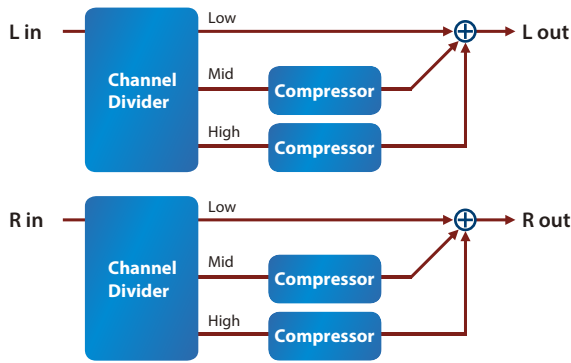 L in
Low
L out
Channel
Divider
Mid
Compressor
High
Compressor
R in
Low
R out
Channel
Divider
Mid
Compressor
High
Compressor